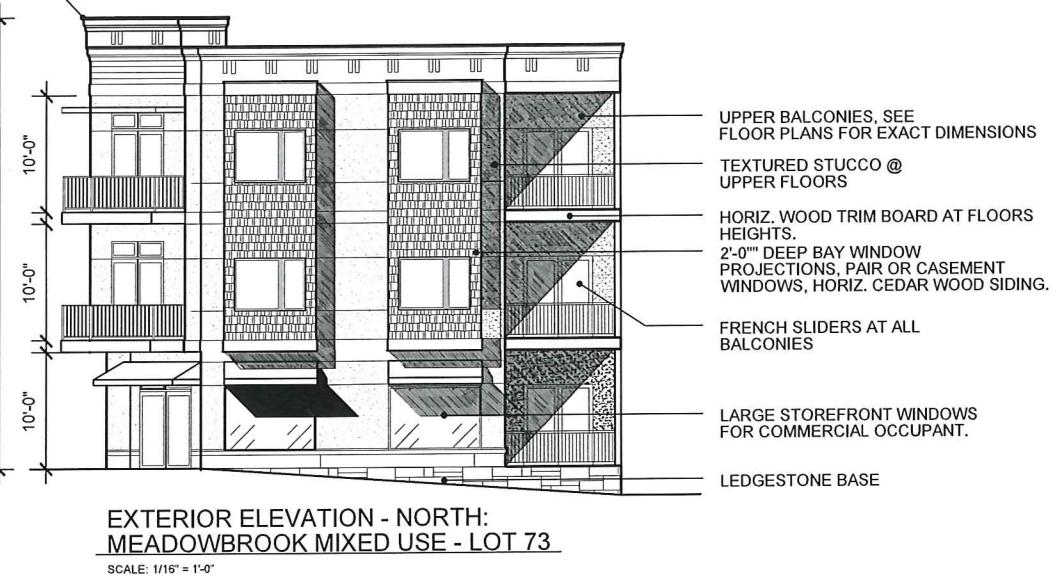 10'-0"
10'-0"
10'-0"
UPPER BALCONIES, SEE
FLOOR PLANS FOR EXACT DIMENSIONS
TEXTURED STUCCO @
UPPER FLOORS
HORIZ. WOOD TRIM BOARD AT FLOORS
HEIGHTS.
2'-0"" DEEP BAY WINDOW
PROJECTIONS, PAIR OR CASEMENT
WINDOWS, HORIZ. CEDAR WOOD SIDING.
FRENCH SLIDERS AT ALL
BALCONIES
LARGE STOREFRONT WINDOWS
FOR COMMERCIAL OCCUPANT.
LEDGESTONE BASE
EXTERIOR ELEVATION - NORTH:
MEADOWBROOK MIXED USE - LOT 73
SCALE: 1/16" = 1'-0"